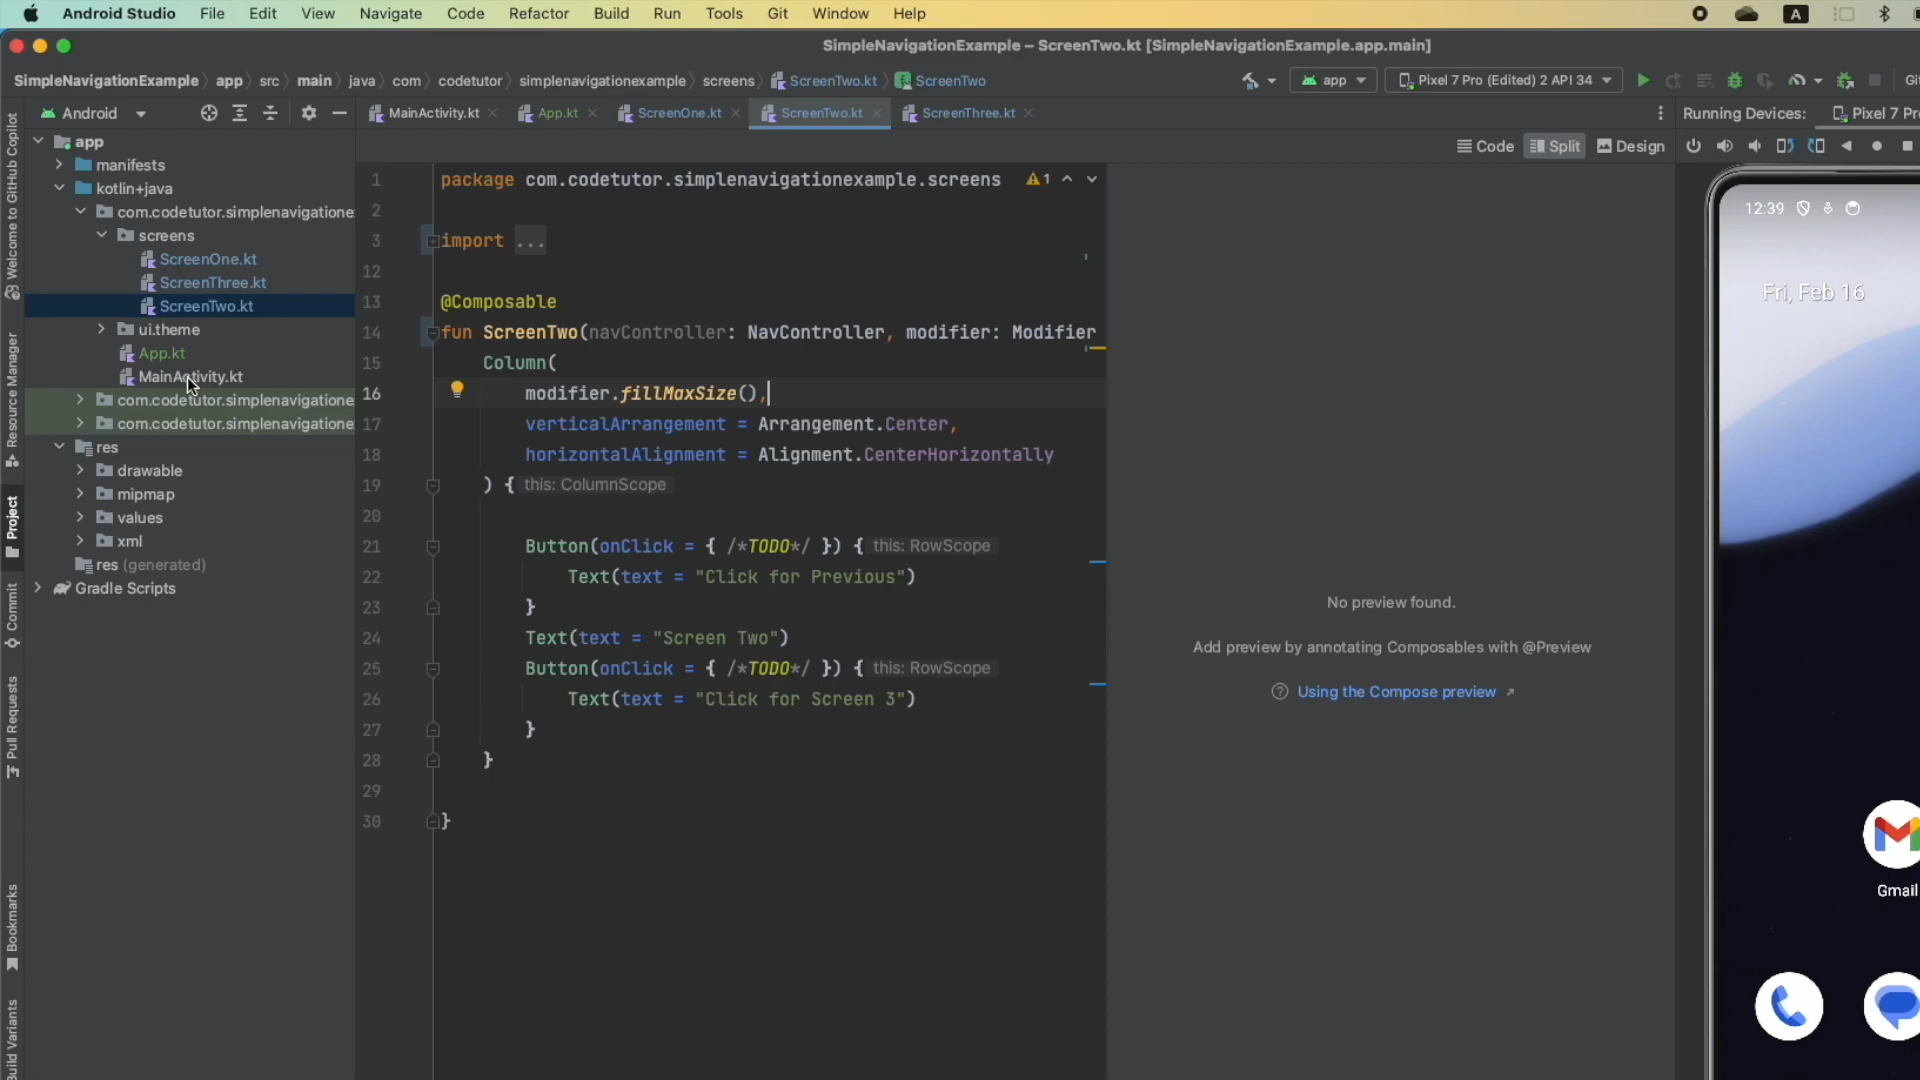 Android Studio File Edit View Navigate Code Refactor Build Run Tools Git Window Help A
SimpleNavigationExample – ScreenTwo.kt [SimpleNavigationExample.app.main]
SimpleNavigationExample app src main java com codetutor simplenavigationexample screens ScreenTwo.kt ScreenTwo app Pixel 7 Pro (Edited) 2 API 34
Android MainActivity.kt App.kt ScreenOne.kt ScreenTwo.kt ScreenThree.kt Running Devices: Pixel 7
Code Split Design
Welcome to GitHub Copilot
Resource Manager
Project
Commit
Pull Requests
Bookmarks
Build Variants
app
manifests
kotlin+java
com.codetutor.simplenavigatione
screens
ScreenOne.kt
ScreenThree.kt
ScreenTwo.kt
ui.theme
App.kt
MainActivity.kt
com.codetutor.simplenavigatione
com.codetutor.simplenavigatione
res
drawable
mipmap
values
xml
res (generated)
Gradle Scripts
1 package com.codetutor.simplenavigationexample.screens 1
2
3 import ...
12
13 @Composable
14 fun ScreenTwo(navController: NavController, modifier: Modifier
15 Column(
16 modifier.fillMaxSize(),
17 verticalArrangement = Arrangement.Center,
18 horizontalAlignment = Alignment.CenterHorizontally
19 ) { this: ColumnScope
20
21 Button(onClick = { /*TODO*/ }) { this: RowScope
22 Text(text = "Click for Previous")
23 }
24 Text(text = "Screen Two")
25 Button(onClick = { /*TODO*/ }) { this: RowScope
26 Text(text = "Click for Screen 3")
27 }
28 }
29
30 }
No preview found.
Add preview by annotating Composables with @Preview
Using the Compose preview
12:39
Fri, Feb 16
Gmail